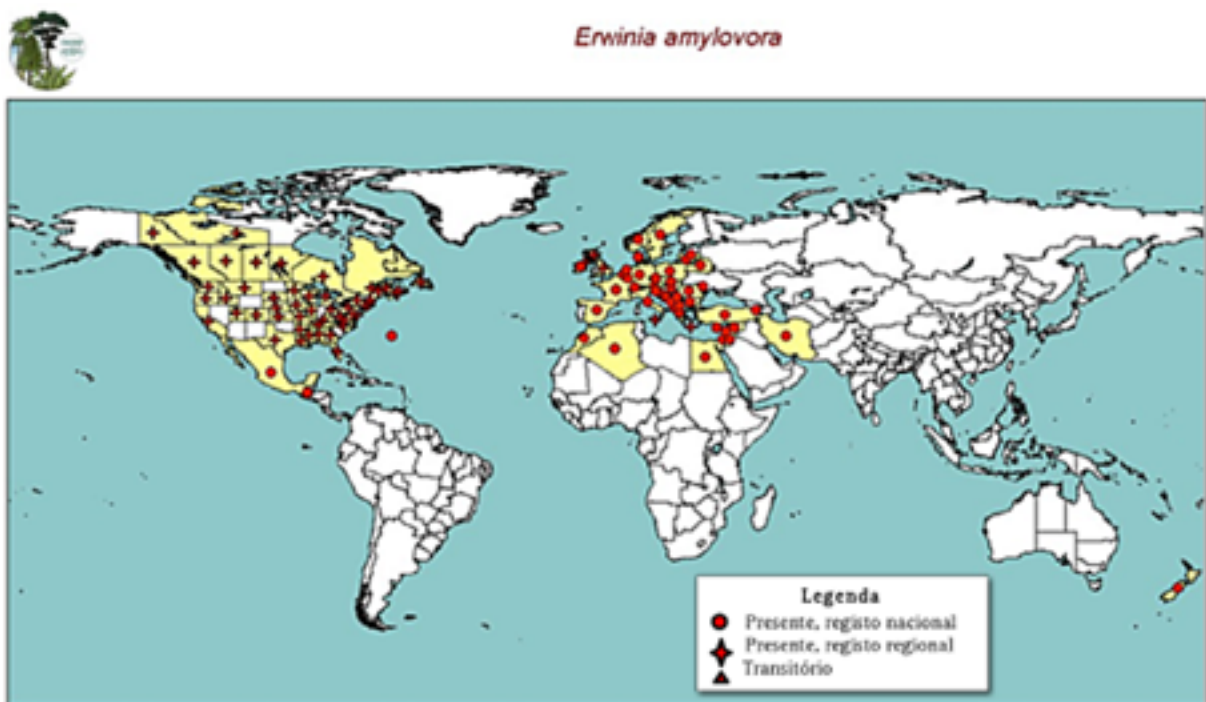 Erwinia amylovora
Legenda
Presente, registo nacional
Presente, registo regional
Transitório